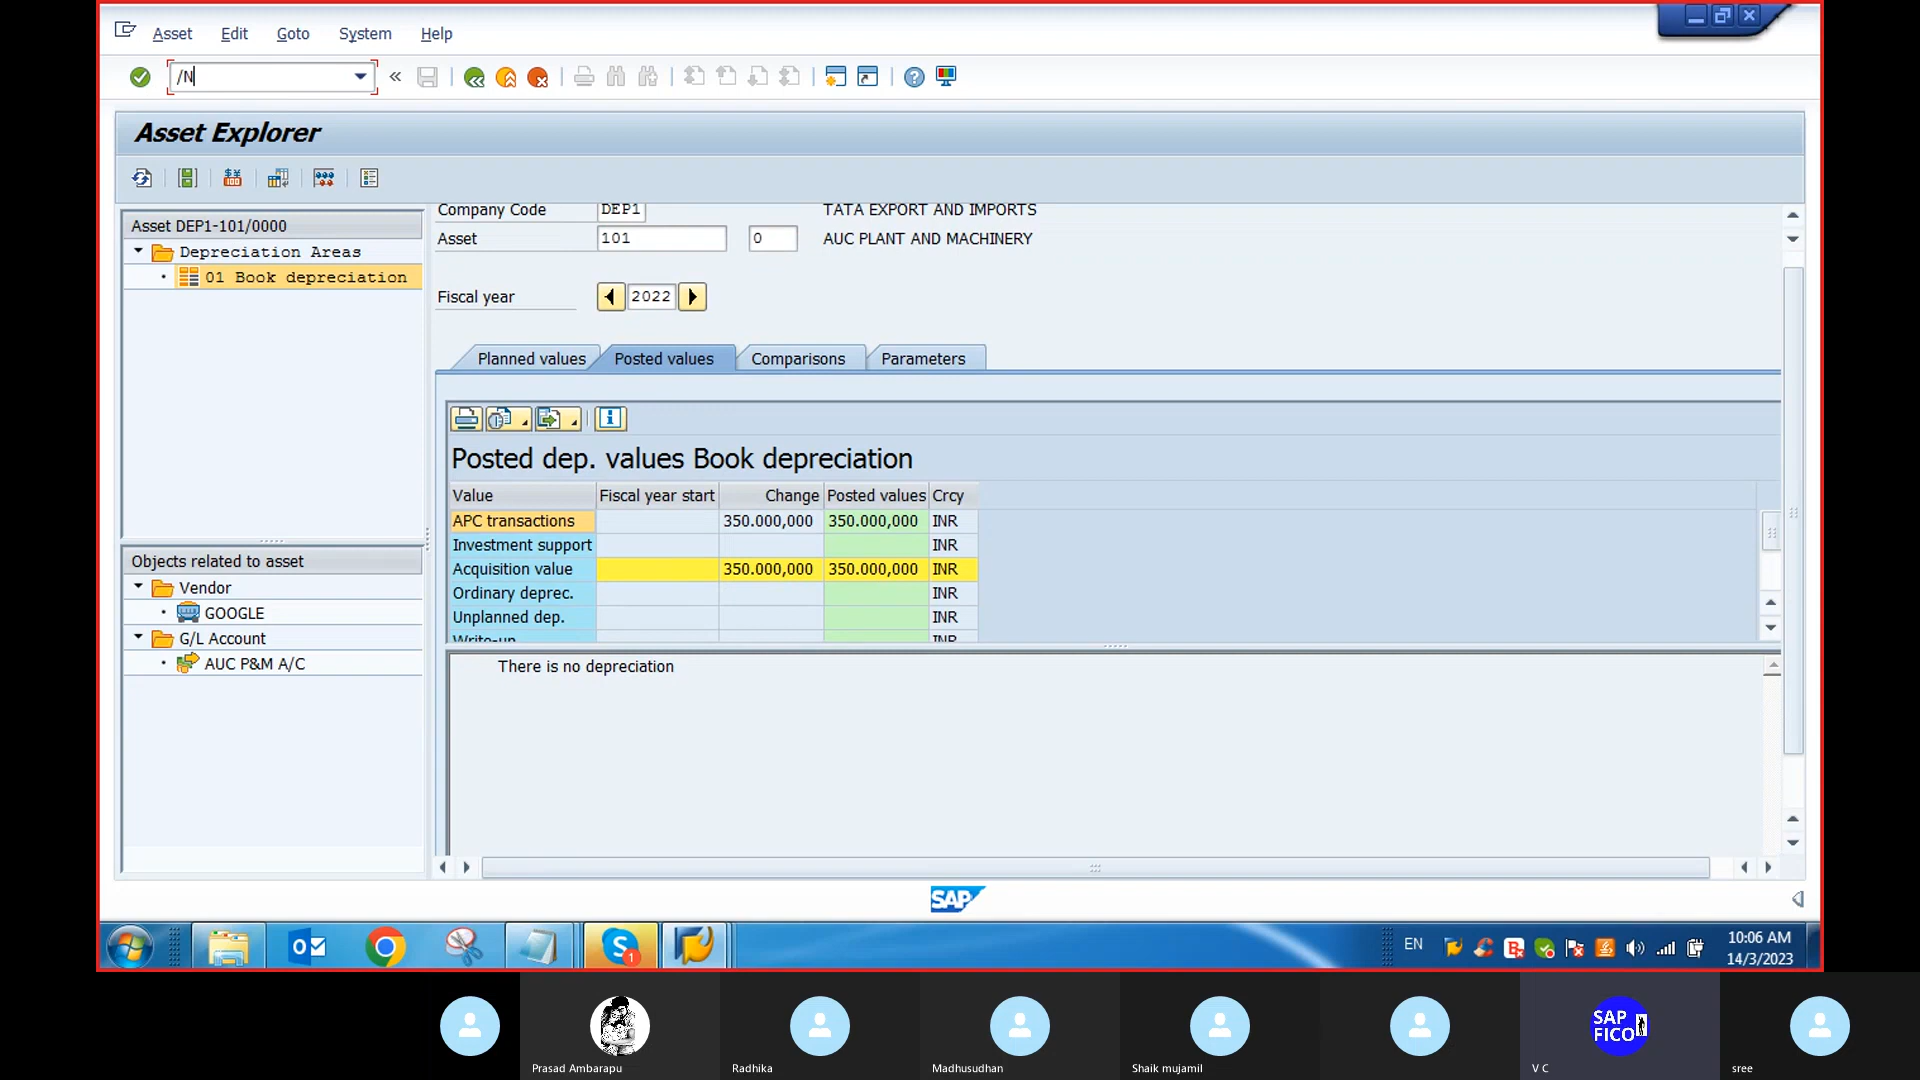 Asset Edit Goto System Help
/N
Asset Explorer
Asset DEP1-101/0000
Depreciation Areas
01 Book depreciation
Objects related to asset
Vendor
GOOGLE
G/L Account
AUC P&M A/C
Company Code DEP1 TATA EXPORT AND IMPORTS
Asset 101 0 AUC PLANT AND MACHINERY
Fiscal year 2022
Planned values Posted values Comparisons Parameters
Posted dep. values Book depreciation
Value Fiscal year start Change Posted values Crcy
APC transactions 350.000,000 350.000,000 INR
Investment support INR
Acquisition value 350.000,000 350.000,000 INR
Ordinary deprec. INR
Unplanned dep. INR
Write-up INR
There is no depreciation
SAP
1
EN
10:06 AM
14/3/2023
SAP
FICO
Prasad Ambarapu Radhika Madhusudhan Shaik mujamil V C sree